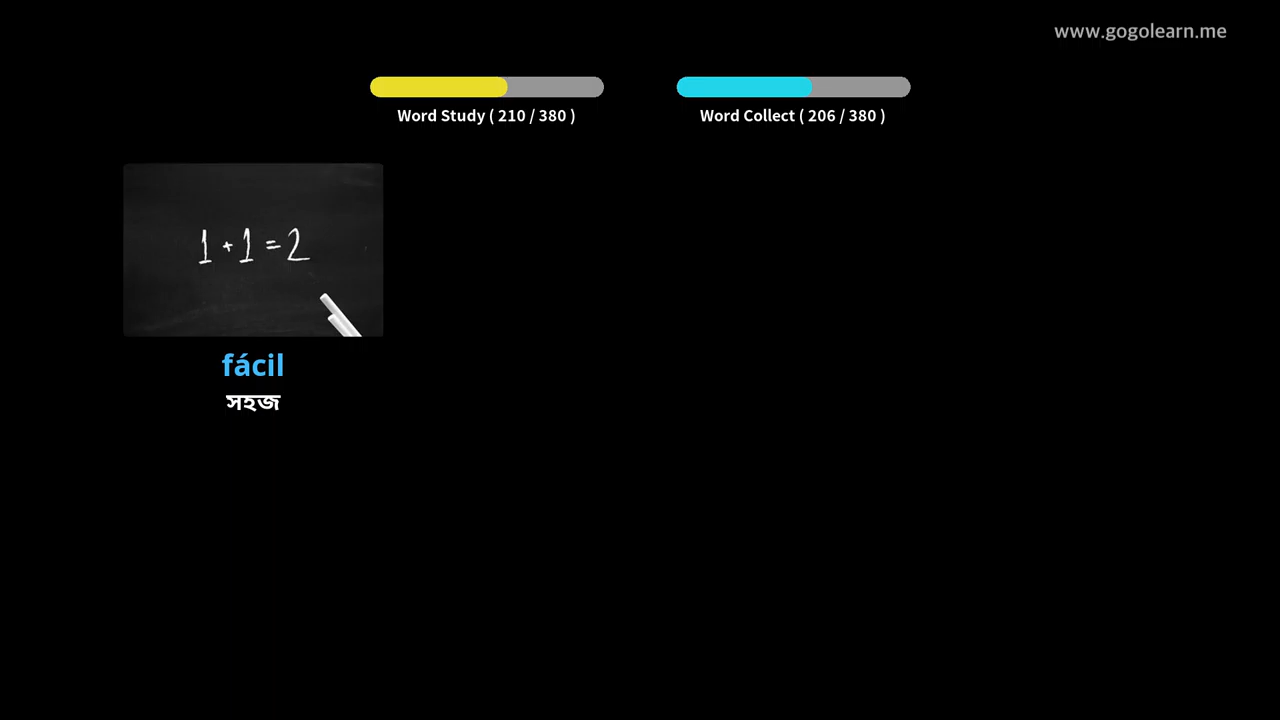 www.gogolearn.me
Word Study ( 210 / 380 )
Word Collect ( 206 / 380 )
1 + 1 = 2
fácil
সহজ